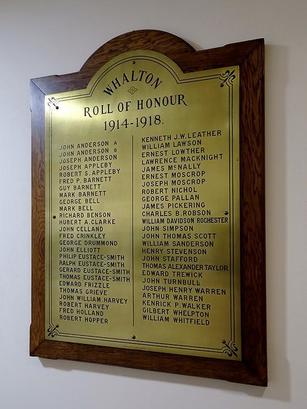 WHALTON
ROLL OF HONOUR
1914-1918.
JOHN ANDERSON A
JOHN ANDERSON B
JOSEPH ANDERSON
JOSEPH APPLEBY
ROBERT S. APPLEBY
FRED P. BARNETT
GUY BARNETT
MARK BARNETT
GEORGE BELL
MARK BELL
RICHARD BENSON
HUBERT A. CLARKE
JOHN CELLAND
FRED CRINKLEY
GEORGE DRUMMOND
JOHN ELLIOTT
PHILIP EUSTACE-SMITH
RALPH EUSTACE-SMITH
GERARD EUSTACE-SMITH
THOMAS EUSTACE-SMITH
EDWARD FRIZZLE
THOMAS GRIEVE
JOHN WILLIAM HARVEY
ROBERT HARVEY
FRED HOLLAND
ROBERT HOPPER
KENNETH J.W. LEATHER
WILLIAM LAWSON
ERNEST LOWTHER
LAWRENCE MACKNIGHT
JAMES McNALLY
ERNEST MOSCROP
JOSEPH MOSCROP
ROBERT NICHOL
GEORGE PALLAN
JAMES PICKERING
CHARLES B. ROBSON
WILLIAM DAVIDSON ROCHESTER
JOHN SIMPSON
JOHN THOMAS SCOTT
WILLIAM SANDERSON
HENRY STEVENSON
JOHN STAFFORD
THOMAS ALEXANDER TAYLOR
EDWARD TREWICK
JOHN TURNBULL
JOSEPH HENRY WARREN
ARTHUR WARREN
KENRICK P. WALKER
GILBERT WHELPTON
WILLIAM WHITFIELD